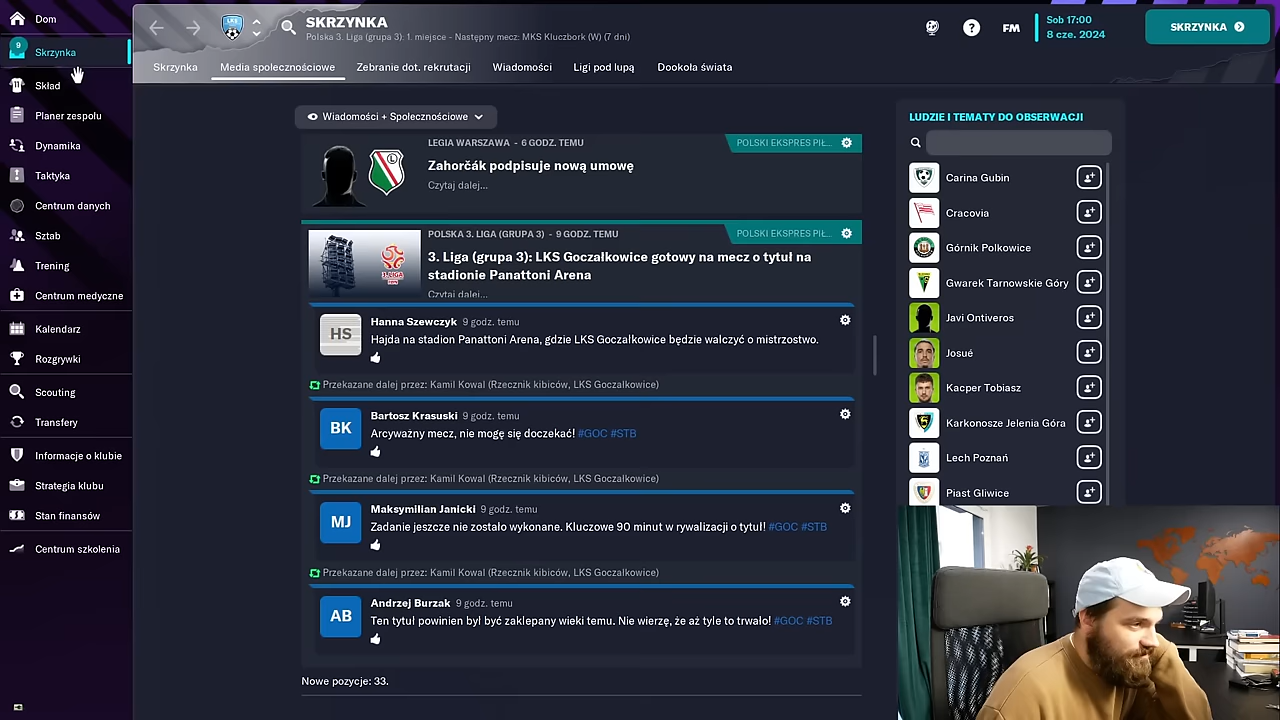 Dom
9
Skrzynka
Skład
Planer zespołu
Dynamika
Taktyka
Centrum danych
Sztab
Trening
Centrum medyczne
Kalendarz
Rozgrywki
Scouting
Transfery
Informacje o klubie
Strategia klubu
Stan finansów
Centrum szkolenia
SKRZYNKA
Polska 3. Liga (grupa 3): 1. miejsce - Następny mecz: MKS Kluczbork (W) (7 dni)
FM
Sob 17:00
8 cze. 2024
SKRZYNKA
Skrzynka
Media społecznościowe
Zebranie dot. rekrutacji
Wiadomości
Ligi pod lupą
Dookoła świata
Wiadomości + Społecznościowe
LEGIA WARSZAWA - 6 GODZ. TEMU
POLSKI EKSPRES PIŁ...
Zahorčák podpisuje nową umowę
Czytaj dalej...
POLSKA 3. LIGA (GRUPA 3) - 9 GODZ. TEMU
POLSKI EKSPRES PIŁ...
3. Liga (grupa 3): LKS Goczałkowice gotowy na mecz o tytuł na
stadionie Panattoni Arena
Czytaj dalej...
HS
Hanna Szewczyk 9 godz. temu
Hajda na stadion Panattoni Arena, gdzie LKS Goczałkowice będzie walczyć o mistrzostwo.
Przekazane dalej przez: Kamil Kowal (Rzecznik kibiców, LKS Goczałkowice)
BK
Bartosz Krasuski 9 godz. temu
Arcyważny mecz, nie mogę się doczekać! #GOC #STB
Przekazane dalej przez: Kamil Kowal (Rzecznik kibiców, LKS Goczałkowice)
MJ
Maksymilian Janicki 9 godz. temu
Zadanie jeszcze nie zostało wykonane. Kluczowe 90 minut w rywalizacji o tytuł! #GOC #STB
Przekazane dalej przez: Kamil Kowal (Rzecznik kibiców, LKS Goczałkowice)
AB
Andrzej Burzak 9 godz. temu
Ten tytuł powinien być już zaklepany wieki temu. Nie wierzę, że aż tyle to trwało! #GOC #STB
Nowe pozycje: 33.
LUDZIE I TEMATY DO OBSERWACJI
Carina Gubin
Cracovia
Górnik Polkowice
Gwarek Tarnowskie Góry
Javi Ontiveros
Josué
Kacper Tobiasz
Karkonosze Jelenia Góra
Lech Poznań
Piast Gliwice